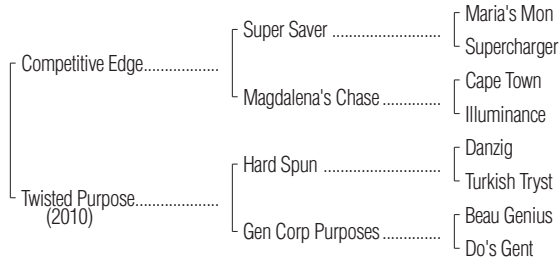 Maria's Mon
Super Saver ........................
Supercharger
Competitive Edge..................
Cape Town
Magdalena's Chase .............
Illuminance
Danzig
Hard Spun ..........................
Turkish Tryst
Twisted Purpose....................
(2010)
Beau Genius
Gen Corp Purposes .............
Do's Gent